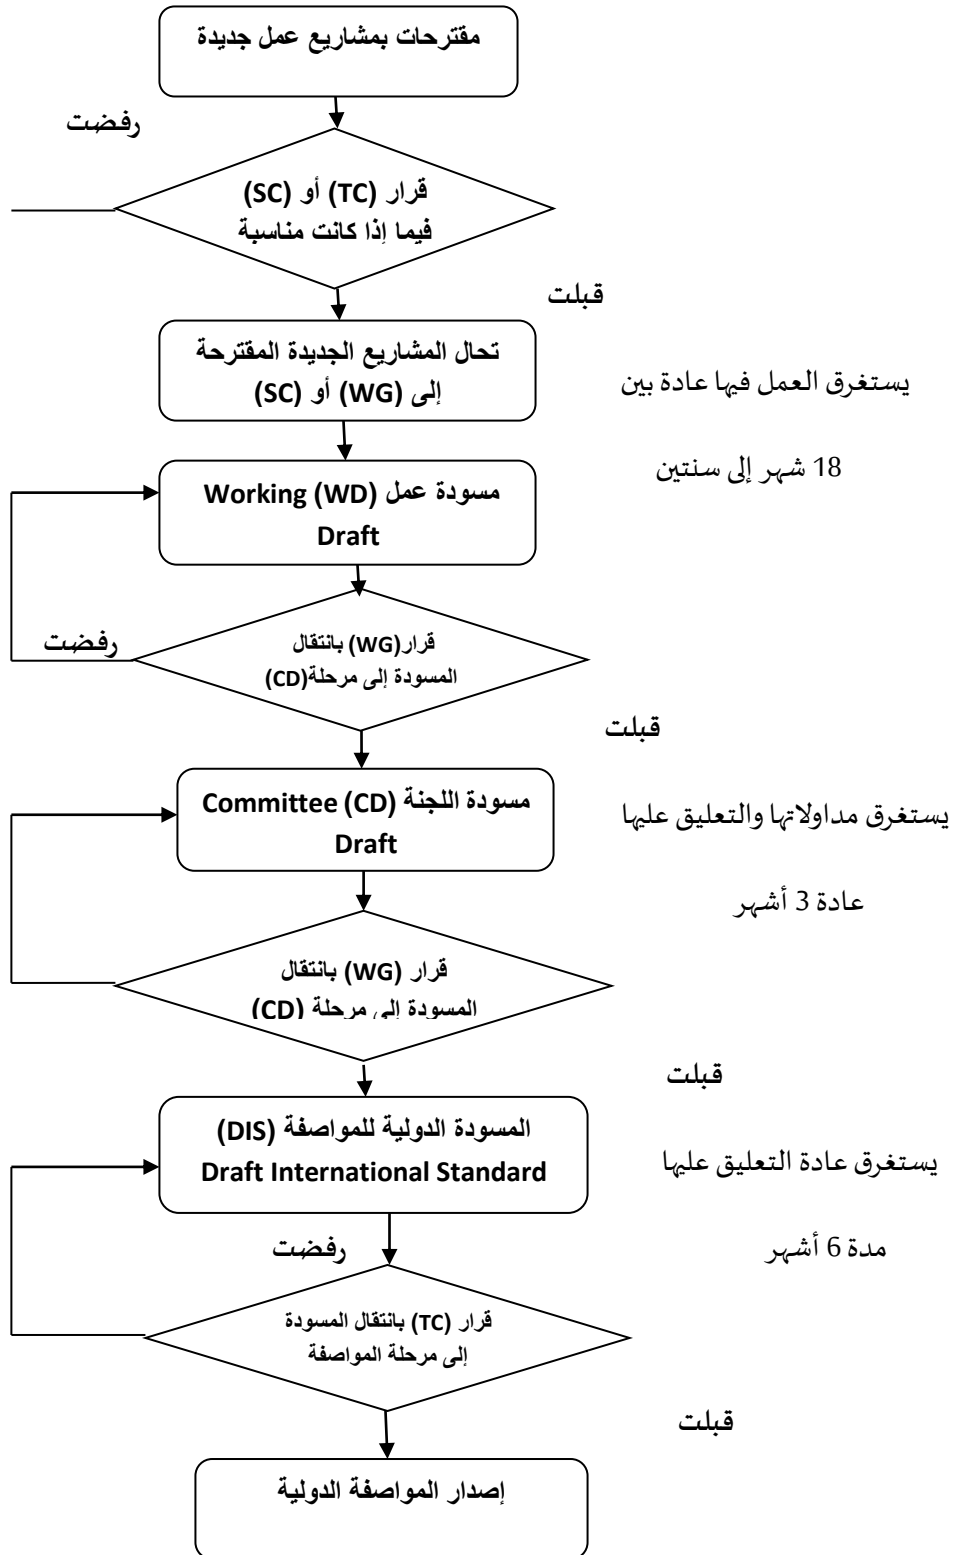 مقترحات بمشاريع عمل جديدة
رفضت
قرار (TC) أو (SC)
فيما إذا كانت مناسبة
قبلت
تحال المشاريع الجديدة المقترحة
إلى (WG) أو (SC)
يستغرق العمل فيها عادة بين
18 شهر إلى سنتين
مسودة عمل (WD) Working
Draft
رفضت
قرار(WG) بانتقال
المسودة إلى مرحلة(CD)
قبلت
مسودة اللجنة (CD) Committee
Draft
يستغرق مداولاتها والتعليق عليها
عادة 3 أشهر
قرار (WG) بانتقال
المسودة إلى مرحلة (CD)
قبلت
المسودة الدولية للمواصفة (DIS)
Draft International Standard
يستغرق عادة التعليق عليها
مدة 6 أشهر
رفضت
قرار (TC) بانتقال المسودة
إلى مرحلة المواصفة
قبلت
إصدار المواصفة الدولية